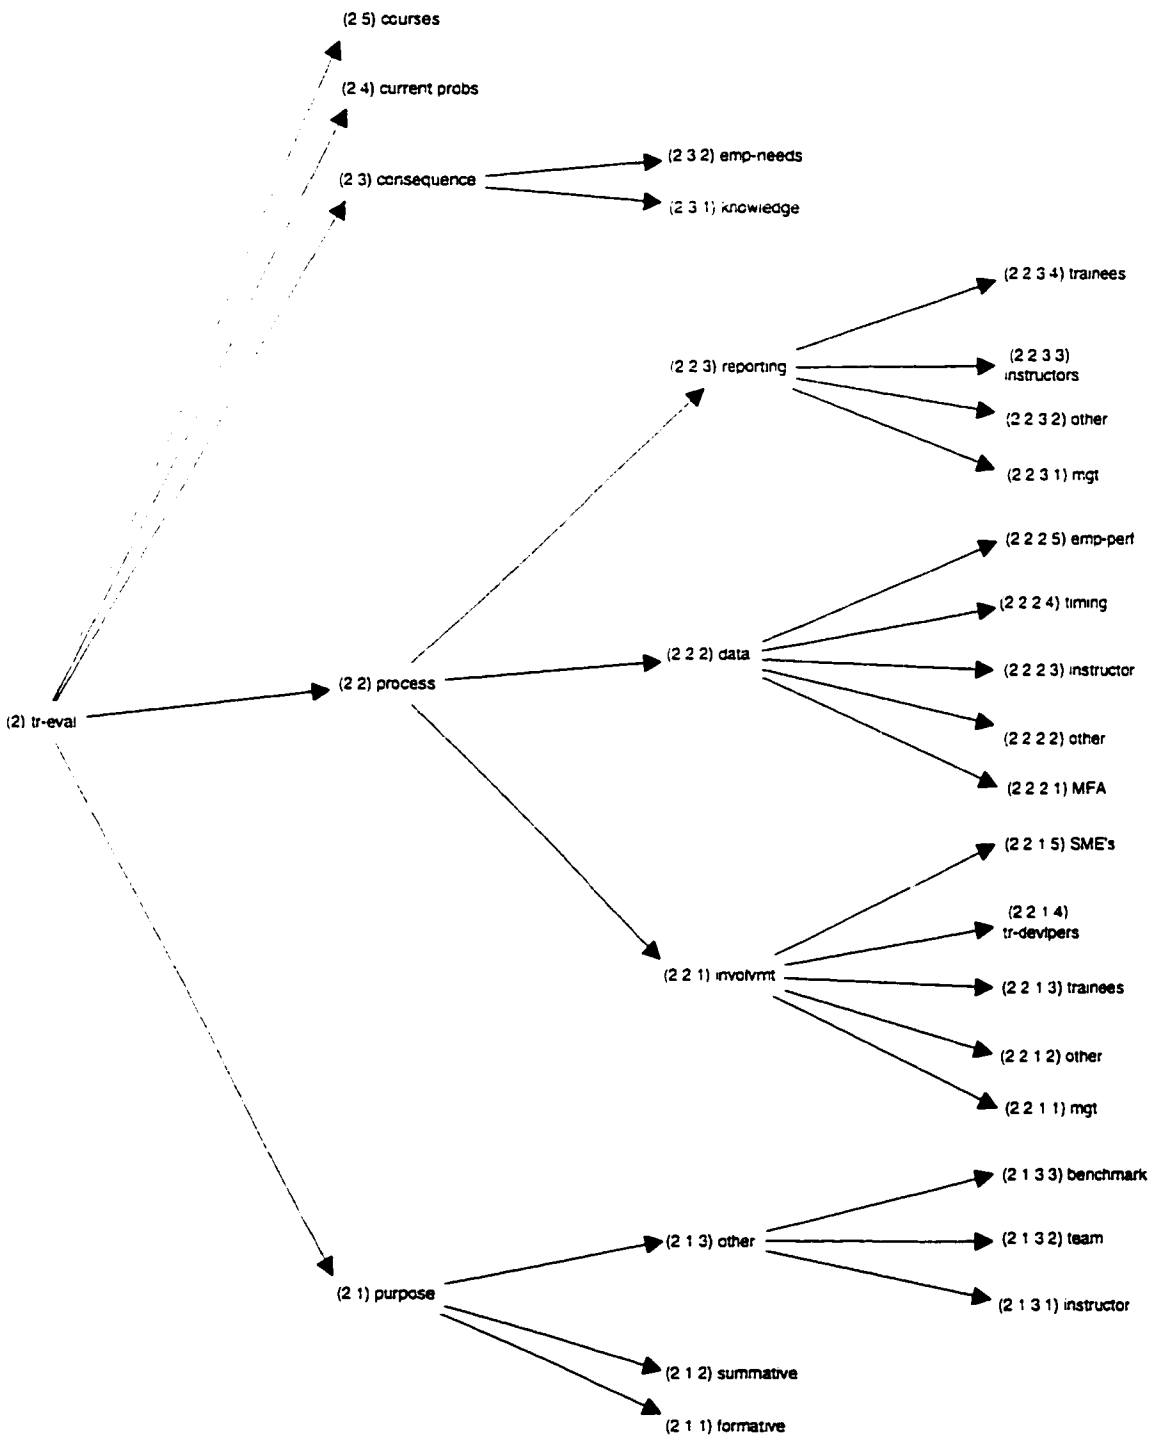 (2 5) courses
(2 4) current probs
(2 3) consequence
(2 3 2) emp-needs
(2 3 1) knowledge
(2 2 3 4) trainees
(2 2 3) reporting
(2 2 3 3)
instructors
(2 2 3 2) other
(2 2 3 1) mgt
(2 2 2 5) emp-perf
(2 2 2 4) timing
(2 2 2) data
(2 2 2 3) instructor
(2 2) process
(2) tr-eval
(2 2 2 2) other
(2 2 2 1) MFA
(2 2 1 5) SME's
(2 2 1 4)
tr-devlpers
(2 2 1) involvmt
(2 2 1 3) trainees
(2 2 1 2) other
(2 2 1 1) mgt
(2 1 3 3) benchmark
(2 1 3) other
(2 1 3 2) team
(2 1) purpose
(2 1 3 1) instructor
(2 1 2) summative
(2 1 1) formative